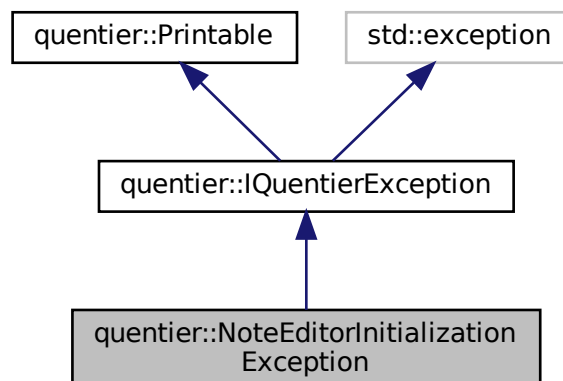 quentier::Printable
std::exception
quentier::IQuentierException
quentier::NoteEditorInitialization
Exception